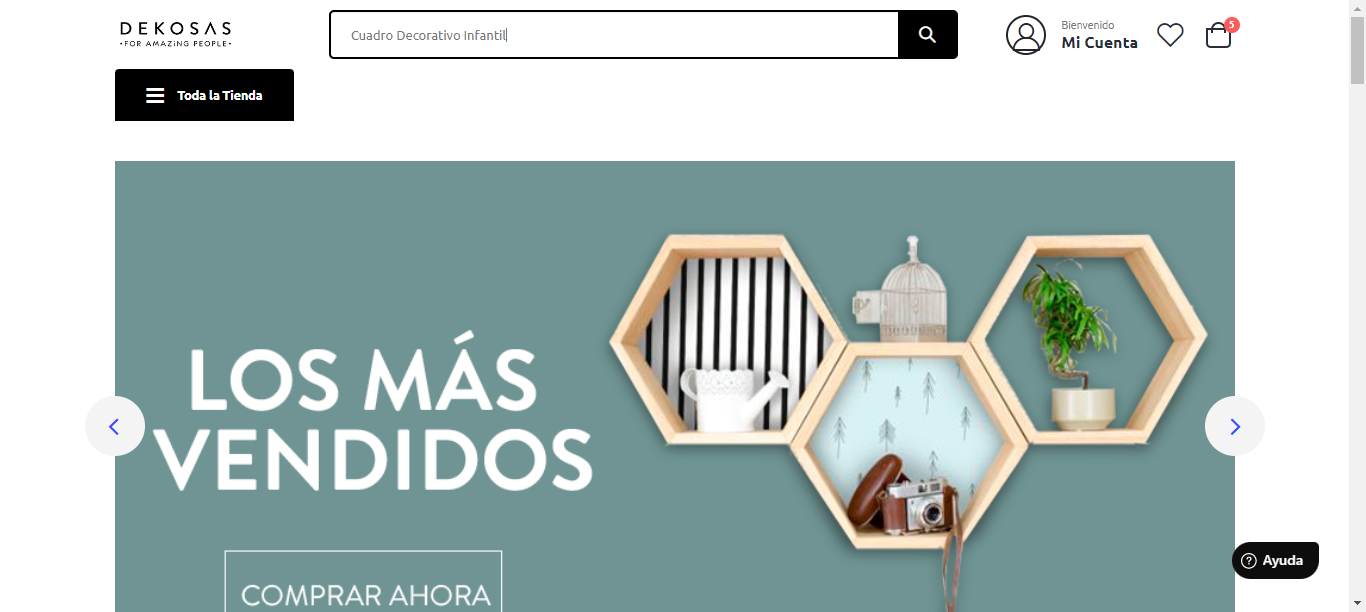 DEKOSAS
•FOR AMAZING PEOPLE•
Cuadro Decorativo Infantil
Bienvenido
Mi Cuenta
5
Toda la Tienda
LOS MÁS
VENDIDOS
COMPRAR AHORA
Ayuda